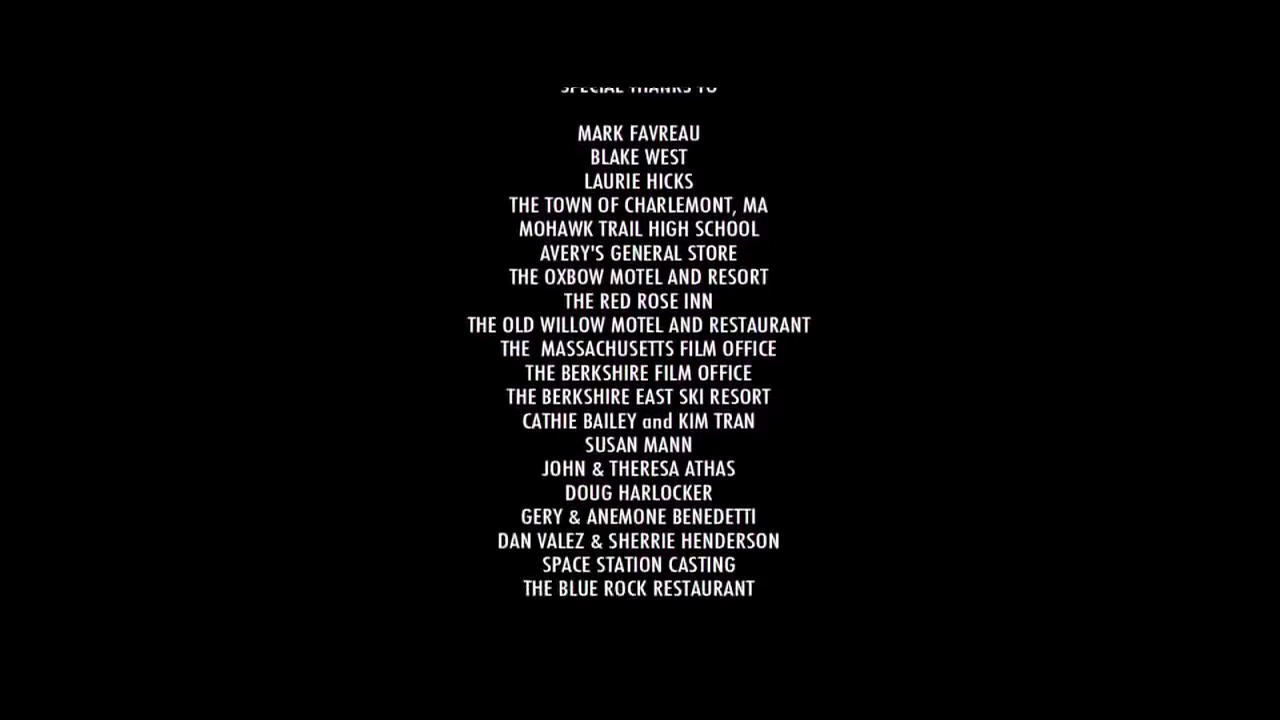 SPECIAL THANKS TO
MARK FAVREAU
BLAKE WEST
LAURIE HICKS
THE TOWN OF CHARLEMONT, MA
MOHAWK TRAIL HIGH SCHOOL
AVERY'S GENERAL STORE
THE OXBOW MOTEL AND RESORT
THE RED ROSE INN
THE OLD WILLOW MOTEL AND RESTAURANT
THE  MASSACHUSETTS FILM OFFICE
THE BERKSHIRE FILM OFFICE
THE BERKSHIRE EAST SKI RESORT
CATHIE BAILEY and KIM TRAN
SUSAN MANN
JOHN & THERESA ATHAS
DOUG HARLOCKER
GERY & ANEMONE BENEDETTI
DAN VALEZ & SHERRIE HENDERSON
SPACE STATION CASTING
THE BLUE ROCK RESTAURANT